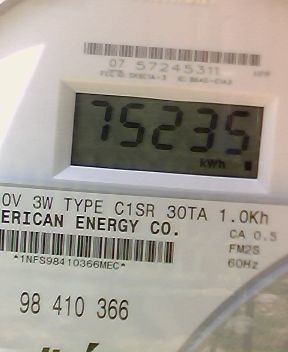 07 57245311
75235
kWh
0V 3W TYPE C1SR 30TA 1.0Kh
ERICAN ENERGY CO.
CA 0.5
FM2S
*1NFS98410366MEC*
60Hz
98 410 366